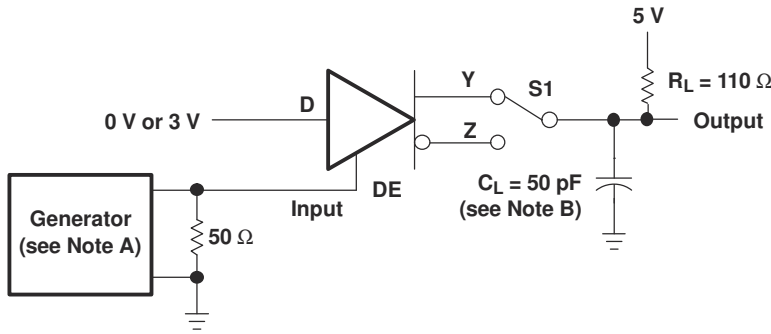 5 V
Y
S1
R_L = 110 Ω
D
0 V or 3 V
Output
Z
DE
C_L = 50 pF
(see Note B)
Input
Generator
(see Note A)
50 Ω